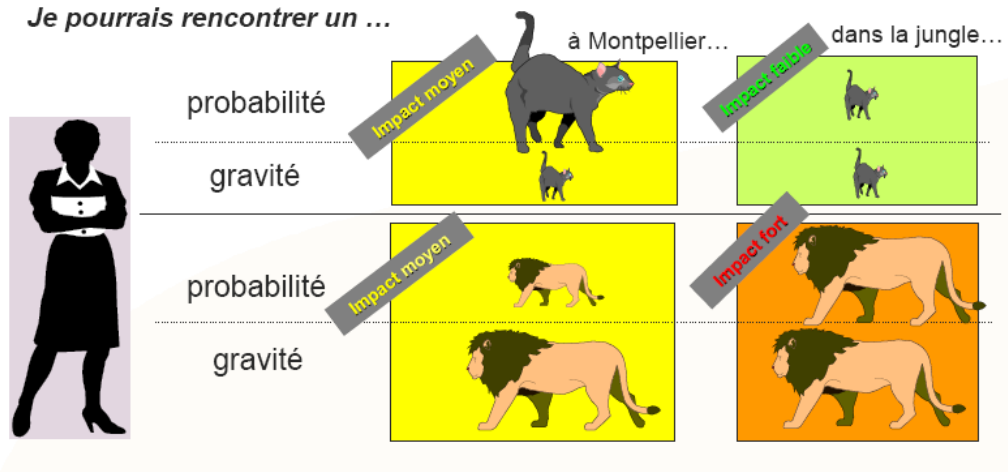 Je pourrais rencontrer un ...
à Montpellier...
dans la jungle...
Impact moyen
Impact faible
probabilité
gravité
Impact moyen
Impact fort
probabilité
gravité